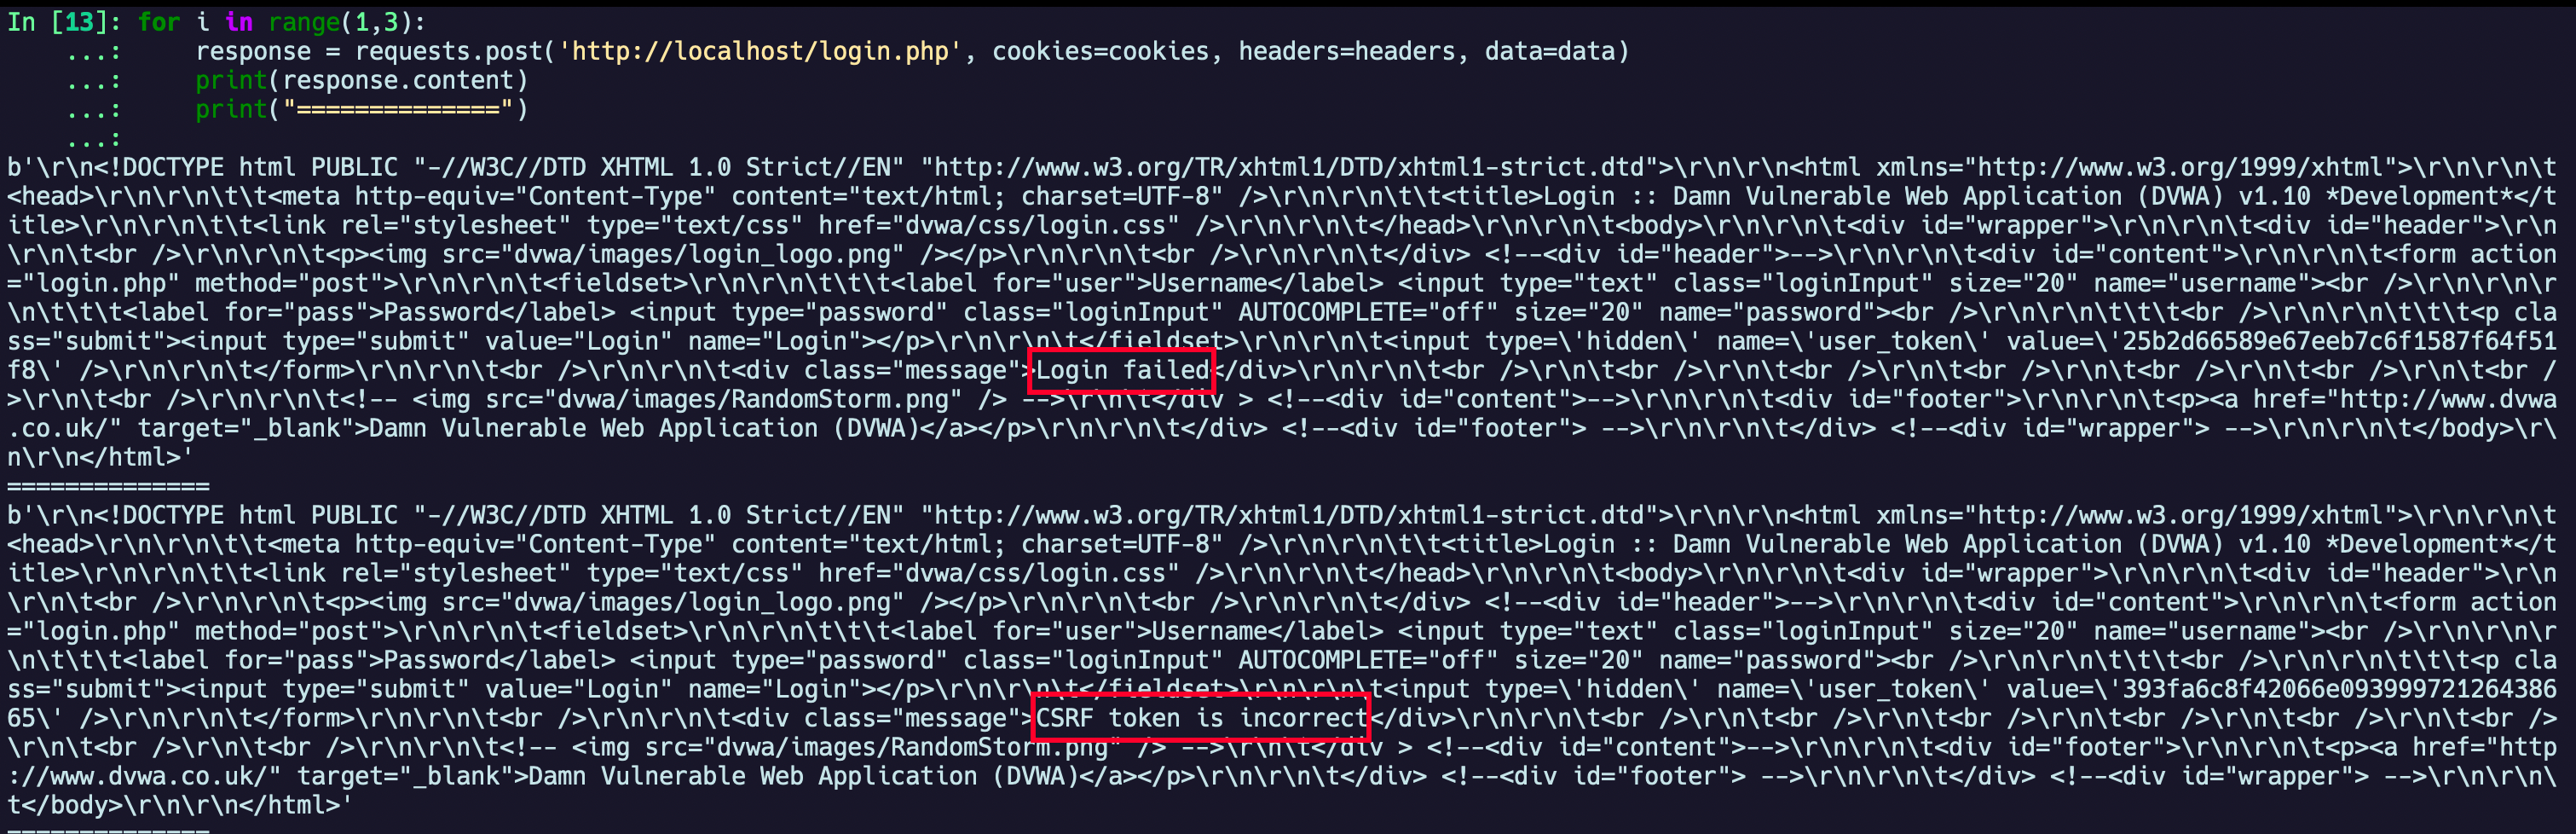 In [13]: for i in range(1,3):
...:     response = requests.post('http://localhost/login.php', cookies=cookies, headers=headers, data=data)
...:     print(response.content)
...:     print("==============")
...:
b'\r\n<!DOCTYPE html PUBLIC "-//W3C//DTD XHTML 1.0 Strict//EN" "http://www.w3.org/TR/xhtml1/DTD/xhtml1-strict.dtd">\r\n\r\n<html xmlns="http://www.w3.org/1999/xhtml">\r\n\r\n\t
<head>\r\n\r\n\t\t<meta http-equiv="Content-Type" content="text/html; charset=UTF-8" />\r\n\r\n\t\t<title>Login :: Damn Vulnerable Web Application (DVWA) v1.10 *Development*</t
itle>\r\n\r\n\t\t<link rel="stylesheet" type="text/css" href="dvwa/css/login.css" />\r\n\r\n\t</head>\r\n\r\n\t<body>\r\n\r\n\t<div id="wrapper">\r\n\r\n\t<div id="header">\r\n
\r\n\t<br />\r\n\r\n\t<p><img src="dvwa/images/login_logo.png" /></p>\r\n\r\n\t<br />\r\n\r\n\t</div> <!--<div id="header">-->\r\n\r\n\t<div id="content">\r\n\r\n\t<form action
="login.php" method="post">\r\n\r\n\t<fieldset>\r\n\r\n\t\t\t<label for="user">Username</label> <input type="text" class="loginInput" size="20" name="username"><br />\r\n\r\n\r
\n\t\t\t<label for="pass">Password</label> <input type="password" class="loginInput" AUTOCOMPLETE="off" size="20" name="password"><br />\r\n\r\n\t\t\t<br />\r\n\r\n\t\t\t<p cla
ss="submit"><input type="submit" value="Login" name="Login"></p>\r\n\r\n\t</fieldset>\r\n\r\n\t<input type=\'hidden\' name=\'user_token\' value=\'25b2d66589e67eeb7c6f1587f64f51
f8\' />\r\n\r\n\t</form>\r\n\r\n\t<br />\r\n\r\n\t<div class="message">Login failed</div>\r\n\r\n\t<br />\r\n\t<br />\r\n\t<br />\r\n\t<br />\r\n\t<br />\r\n\t<br />\r\n\t<br /
>\r\n\t<br />\r\n\r\n\t<!-- <img src="dvwa/images/RandomStorm.png" /> -->\r\n\t</div > <!--<div id="content">-->\r\n\r\n\t<div id="footer">\r\n\r\n\t<p><a href="http://www.dvwa
.co.uk/" target="_blank">Damn Vulnerable Web Application (DVWA)</a></p>\r\n\r\n\t</div> <!--<div id="footer"> -->\r\n\r\n\t</div> <!--<div id="wrapper"> -->\r\n\r\n\t</body>\r\
n\r\n</html>'
==============
b'\r\n<!DOCTYPE html PUBLIC "-//W3C//DTD XHTML 1.0 Strict//EN" "http://www.w3.org/TR/xhtml1/DTD/xhtml1-strict.dtd">\r\n\r\n<html xmlns="http://www.w3.org/1999/xhtml">\r\n\r\n\t
<head>\r\n\r\n\t\t<meta http-equiv="Content-Type" content="text/html; charset=UTF-8" />\r\n\r\n\t\t<title>Login :: Damn Vulnerable Web Application (DVWA) v1.10 *Development*</t
itle>\r\n\r\n\t\t<link rel="stylesheet" type="text/css" href="dvwa/css/login.css" />\r\n\r\n\t</head>\r\n\r\n\t<body>\r\n\r\n\t<div id="wrapper">\r\n\r\n\t<div id="header">\r\n
\r\n\t<br />\r\n\r\n\t<p><img src="dvwa/images/login_logo.png" /></p>\r\n\r\n\t<br />\r\n\r\n\t</div> <!--<div id="header">-->\r\n\r\n\t<div id="content">\r\n\r\n\t<form action
="login.php" method="post">\r\n\r\n\t<fieldset>\r\n\r\n\t\t\t<label for="user">Username</label> <input type="text" class="loginInput" size="20" name="username"><br />\r\n\r\n\r
\n\t\t\t<label for="pass">Password</label> <input type="password" class="loginInput" AUTOCOMPLETE="off" size="20" name="password"><br />\r\n\r\n\t\t\t<br />\r\n\r\n\t\t\t<p cla
ss="submit"><input type="submit" value="Login" name="Login"></p>\r\n\r\n\t</fieldset>\r\n\r\n\t<input type=\'hidden\' name=\'user_token\' value=\'393fa6c8f42066e093999721264386
65\' />\r\n\r\n\t</form>\r\n\r\n\t<br />\r\n\r\n\t<div class="message">CSRF token is incorrect</div>\r\n\r\n\t<br />\r\n\t<br />\r\n\t<br />\r\n\t<br />\r\n\t<br />\r\n\t<br />
\r\n\t<br />\r\n\t<br />\r\n\r\n\t<!-- <img src="dvwa/images/RandomStorm.png" /> -->\r\n\t</div > <!--<div id="content">-->\r\n\r\n\t<div id="footer">\r\n\r\n\t<p><a href="http
://www.dvwa.co.uk/" target="_blank">Damn Vulnerable Web Application (DVWA)</a></p>\r\n\r\n\t</div> <!--<div id="footer"> -->\r\n\r\n\t</div> <!--<div id="wrapper"> -->\r\n\r\n\
t</body>\r\n\r\n</html>'
==============